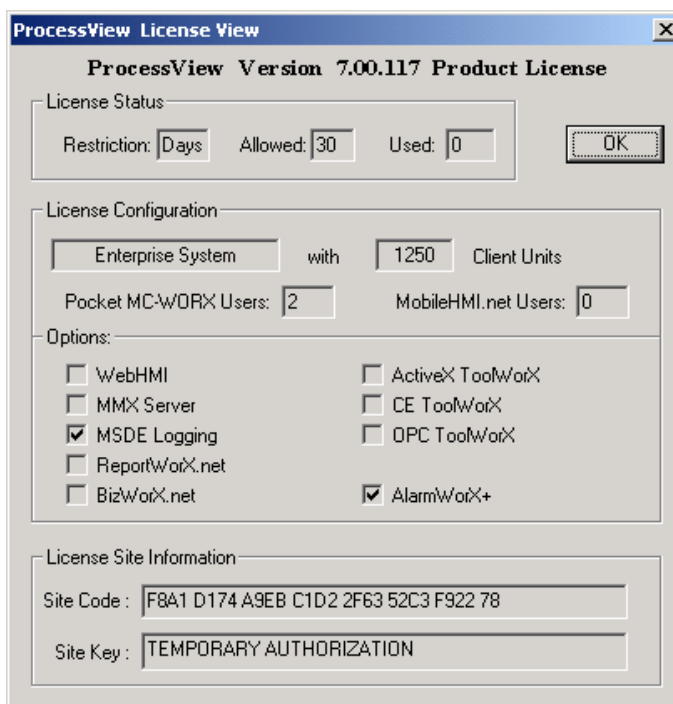 ProcessView License View
ProcessView Version 7.00.117 Product License
License Status
Restriction: Days Allowed: 30 Used: 0
OK
License Configuration
Enterprise System with 1250 Client Units
Pocket MC-WORX Users: 2 MobileHMI.net Users: 0
Options:
WebHMI ActiveX ToolWorX
MMX Server CE ToolWorX
MSDE Logging OPC ToolWorX
ReportWorX.net
BizWorX.net AlarmWorX+
License Site Information
Site Code : F8A1 D174 A9EB C1D2 2F63 52C3 F922 78
Site Key : TEMPORARY AUTHORIZATION